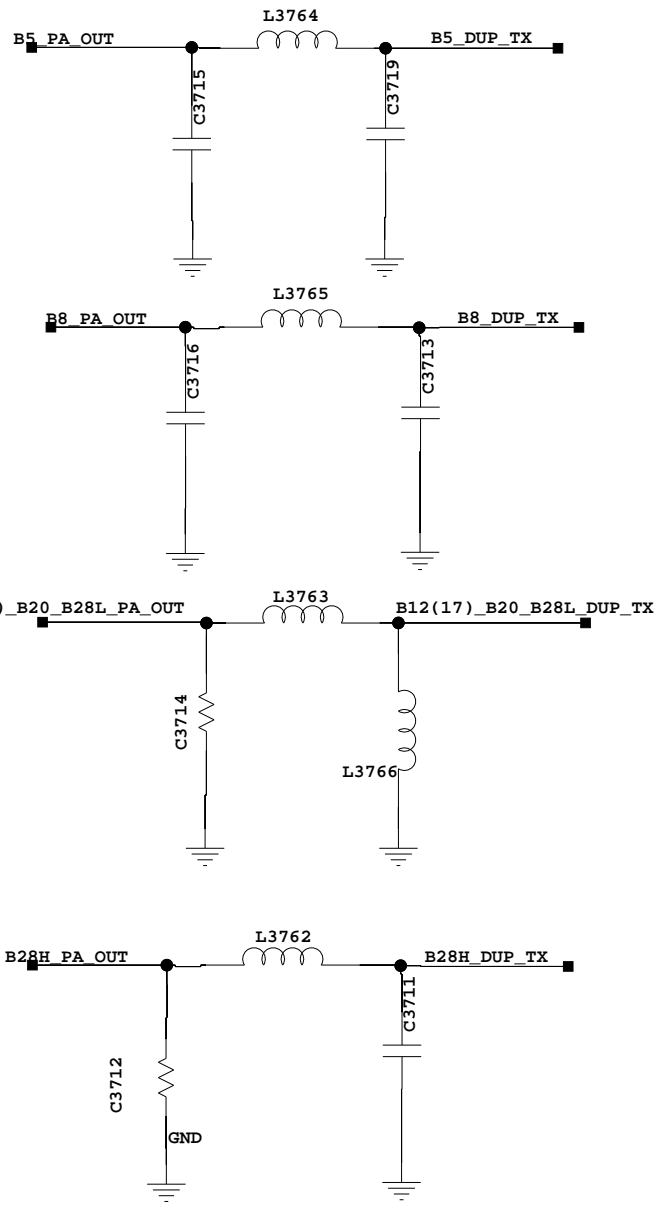 L3764
B5_PA_OUT
B5_DUP_TX
C3715
C3719
L3765
B8_PA_OUT
B8_DUP_TX
C3716
C3713
L3763
)_B20_B28L_PA_OUT
B12(17)_B20_B28L_DUP_TX
C3714
L3766
L3762
B28H_PA_OUT
B28H_DUP_TX
C3711
C3712
GND